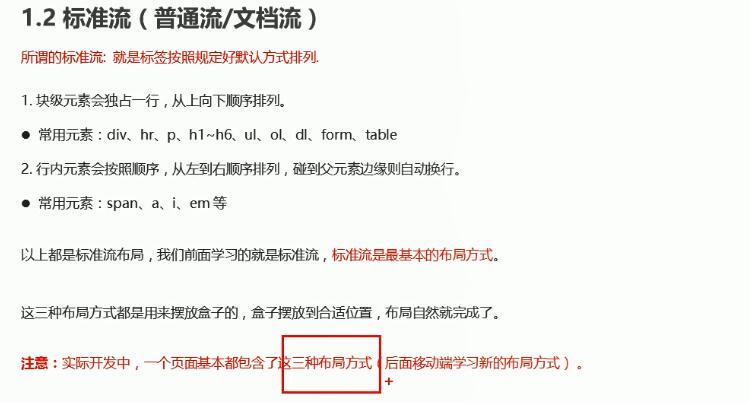 1.2 标准流（普通流/文档流）
所谓的标准流: 就是标签按照规定好默认方式排列.
1. 块级元素会独占一行，从上向下顺序排列。
● 常用元素：div、hr、p、h1~h6、ul、ol、dl、form、table
2. 行内元素会按照顺序，从左到右顺序排列，碰到父元素边缘则自动换行。
● 常用元素：span、a、i、em 等
以上都是标准流布局，我们前面学习的就是标准流，标准流是最基本的布局方式。
这三种布局方式都是用来摆放盒子的，盒子摆放到合适位置，布局自然就完成了。
注意：实际开发中，一个页面基本都包含了这三种布局方式（后面移动端学习新的布局方式）。